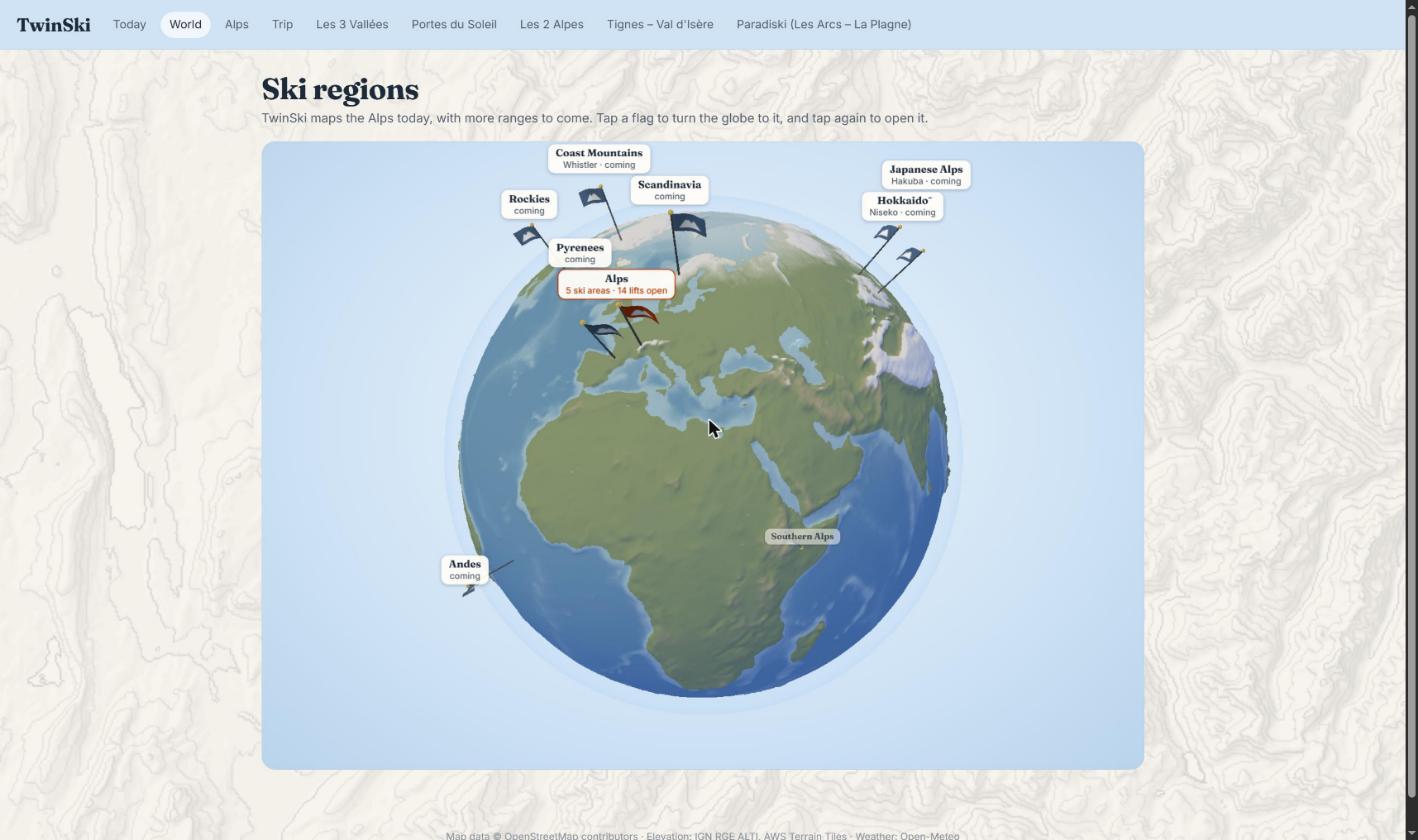 TwinSki Today World Alps Trip Les 3 Vallées Portes du Soleil Les 2 Alpes Tignes – Val d'Isère Paradiski (Les Arcs – La Plagne)
Ski regions
TwinSki maps the Alps today, with more ranges to come. Tap a flag to turn the globe to it, and tap again to open it.
Coast Mountains
Whistler · coming
Japanese Alps
Hakuba · coming
Scandinavia
coming
Rockies
coming
Hokkaidō
Niseko · coming
Pyrenees
coming
Alps
5 ski areas · 14 lifts open
Southern Alps
Andes
coming
Map data © OpenStreetMap contributors · Elevation: IGN RGE ALTI, AWS Terrain Tiles · Weather: Open-Meteo